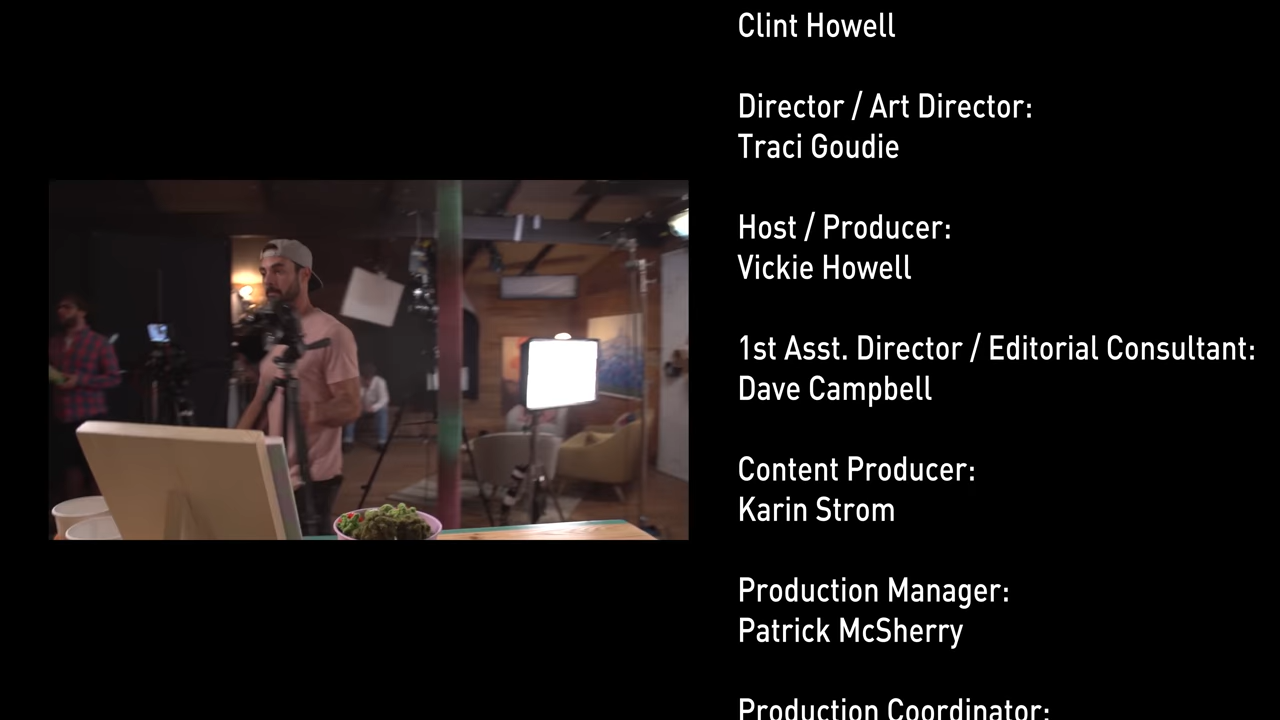 Clint Howell
Director / Art Director:
Traci Goudie
Host / Producer:
Vickie Howell
1st Asst. Director / Editorial Consultant:
Dave Campbell
Content Producer:
Karin Strom
Production Manager:
Patrick McSherry
Production Coordinator: